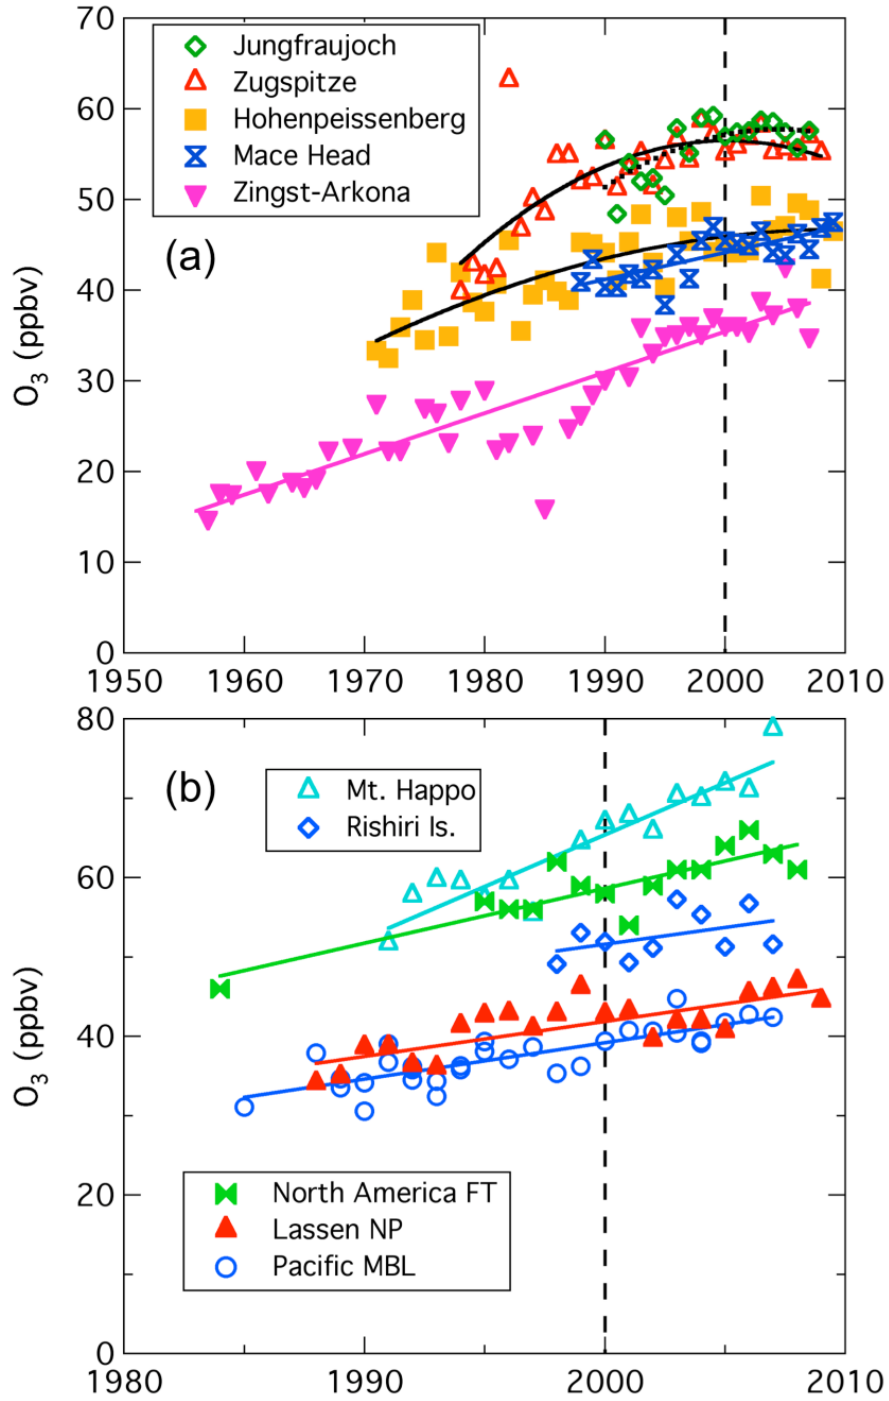 70
60
50
40
30
20
10
0
O3 (ppbv)
Jungfraujoch
Zugspitze
Hohenpeissenberg
Mace Head
Zingst-Arkona
(a)
1950 1960 1970 1980 1990 2000 2010
80
60
40
20
0
O3 (ppbv)
(b)
Mt. Happo
Rishiri Is.
North America FT
Lassen NP
Pacific MBL
1980 1990 2000 2010